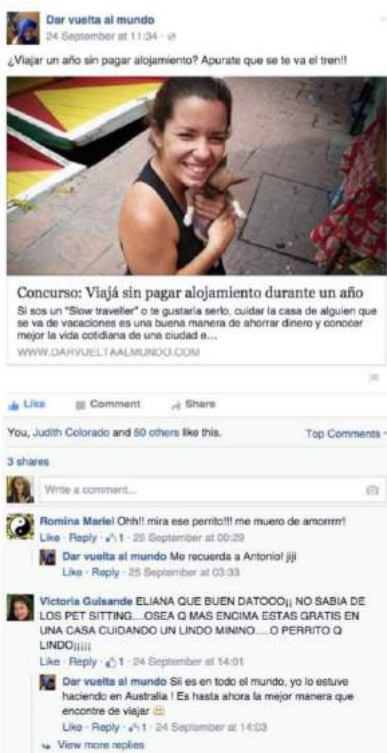 Dar vuelta al mundo
24 September at 11:34 ·
¿Viajar un año sin pagar alojamiento? Apurate que se te va el tren!!
Concurso: Viajá sin pagar alojamiento durante un año
Si sos un "Slow traveller" o te gustaría serlo, cuidar la casa de alguien que
se va de vacaciones es una buena manera de ahorrar dinero y conocer
mejor la vida cotidiana de una ciudad e...
WWW.DARVUELTAALMUNDO.COM
Like Comment Share
You, Judith Colorado and 50 others like this. Top Comments
3 shares
Write a comment...
Romina Mariel Ohh!! mira ese perrito!!! me muero de amorrrrr!
Like · Reply · 1 · 25 September at 00:29
Dar vuelta al mundo Me recuerda a Antonio! jiji
Like · Reply · 25 September at 03:33
Victoria Guisande ELIANA QUE BUEN DATOOO¡¡ NO SABIA DE
LOS PET SITTING....OSEA Q MAS ENCIMA ESTAS GRATIS EN
UNA CASA CUIDANDO UN LINDO MININO.....O PERRITO Q
LINDO¡¡¡¡¡
Like · Reply · 1 · 24 September at 14:01
Dar vuelta al mundo Sii es en todo el mundo, yo lo estuve
haciendo en Australia ! Es hasta ahora la mejor manera que
encontre de viajar
Like · Reply · 1 · 24 September at 14:03
View more replies